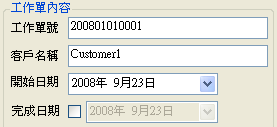 工作單內容
工作單號 200801010001
客戶名稱 Customer1
開始日期 2008年 9月23日
完成日期 2008年 9月23日